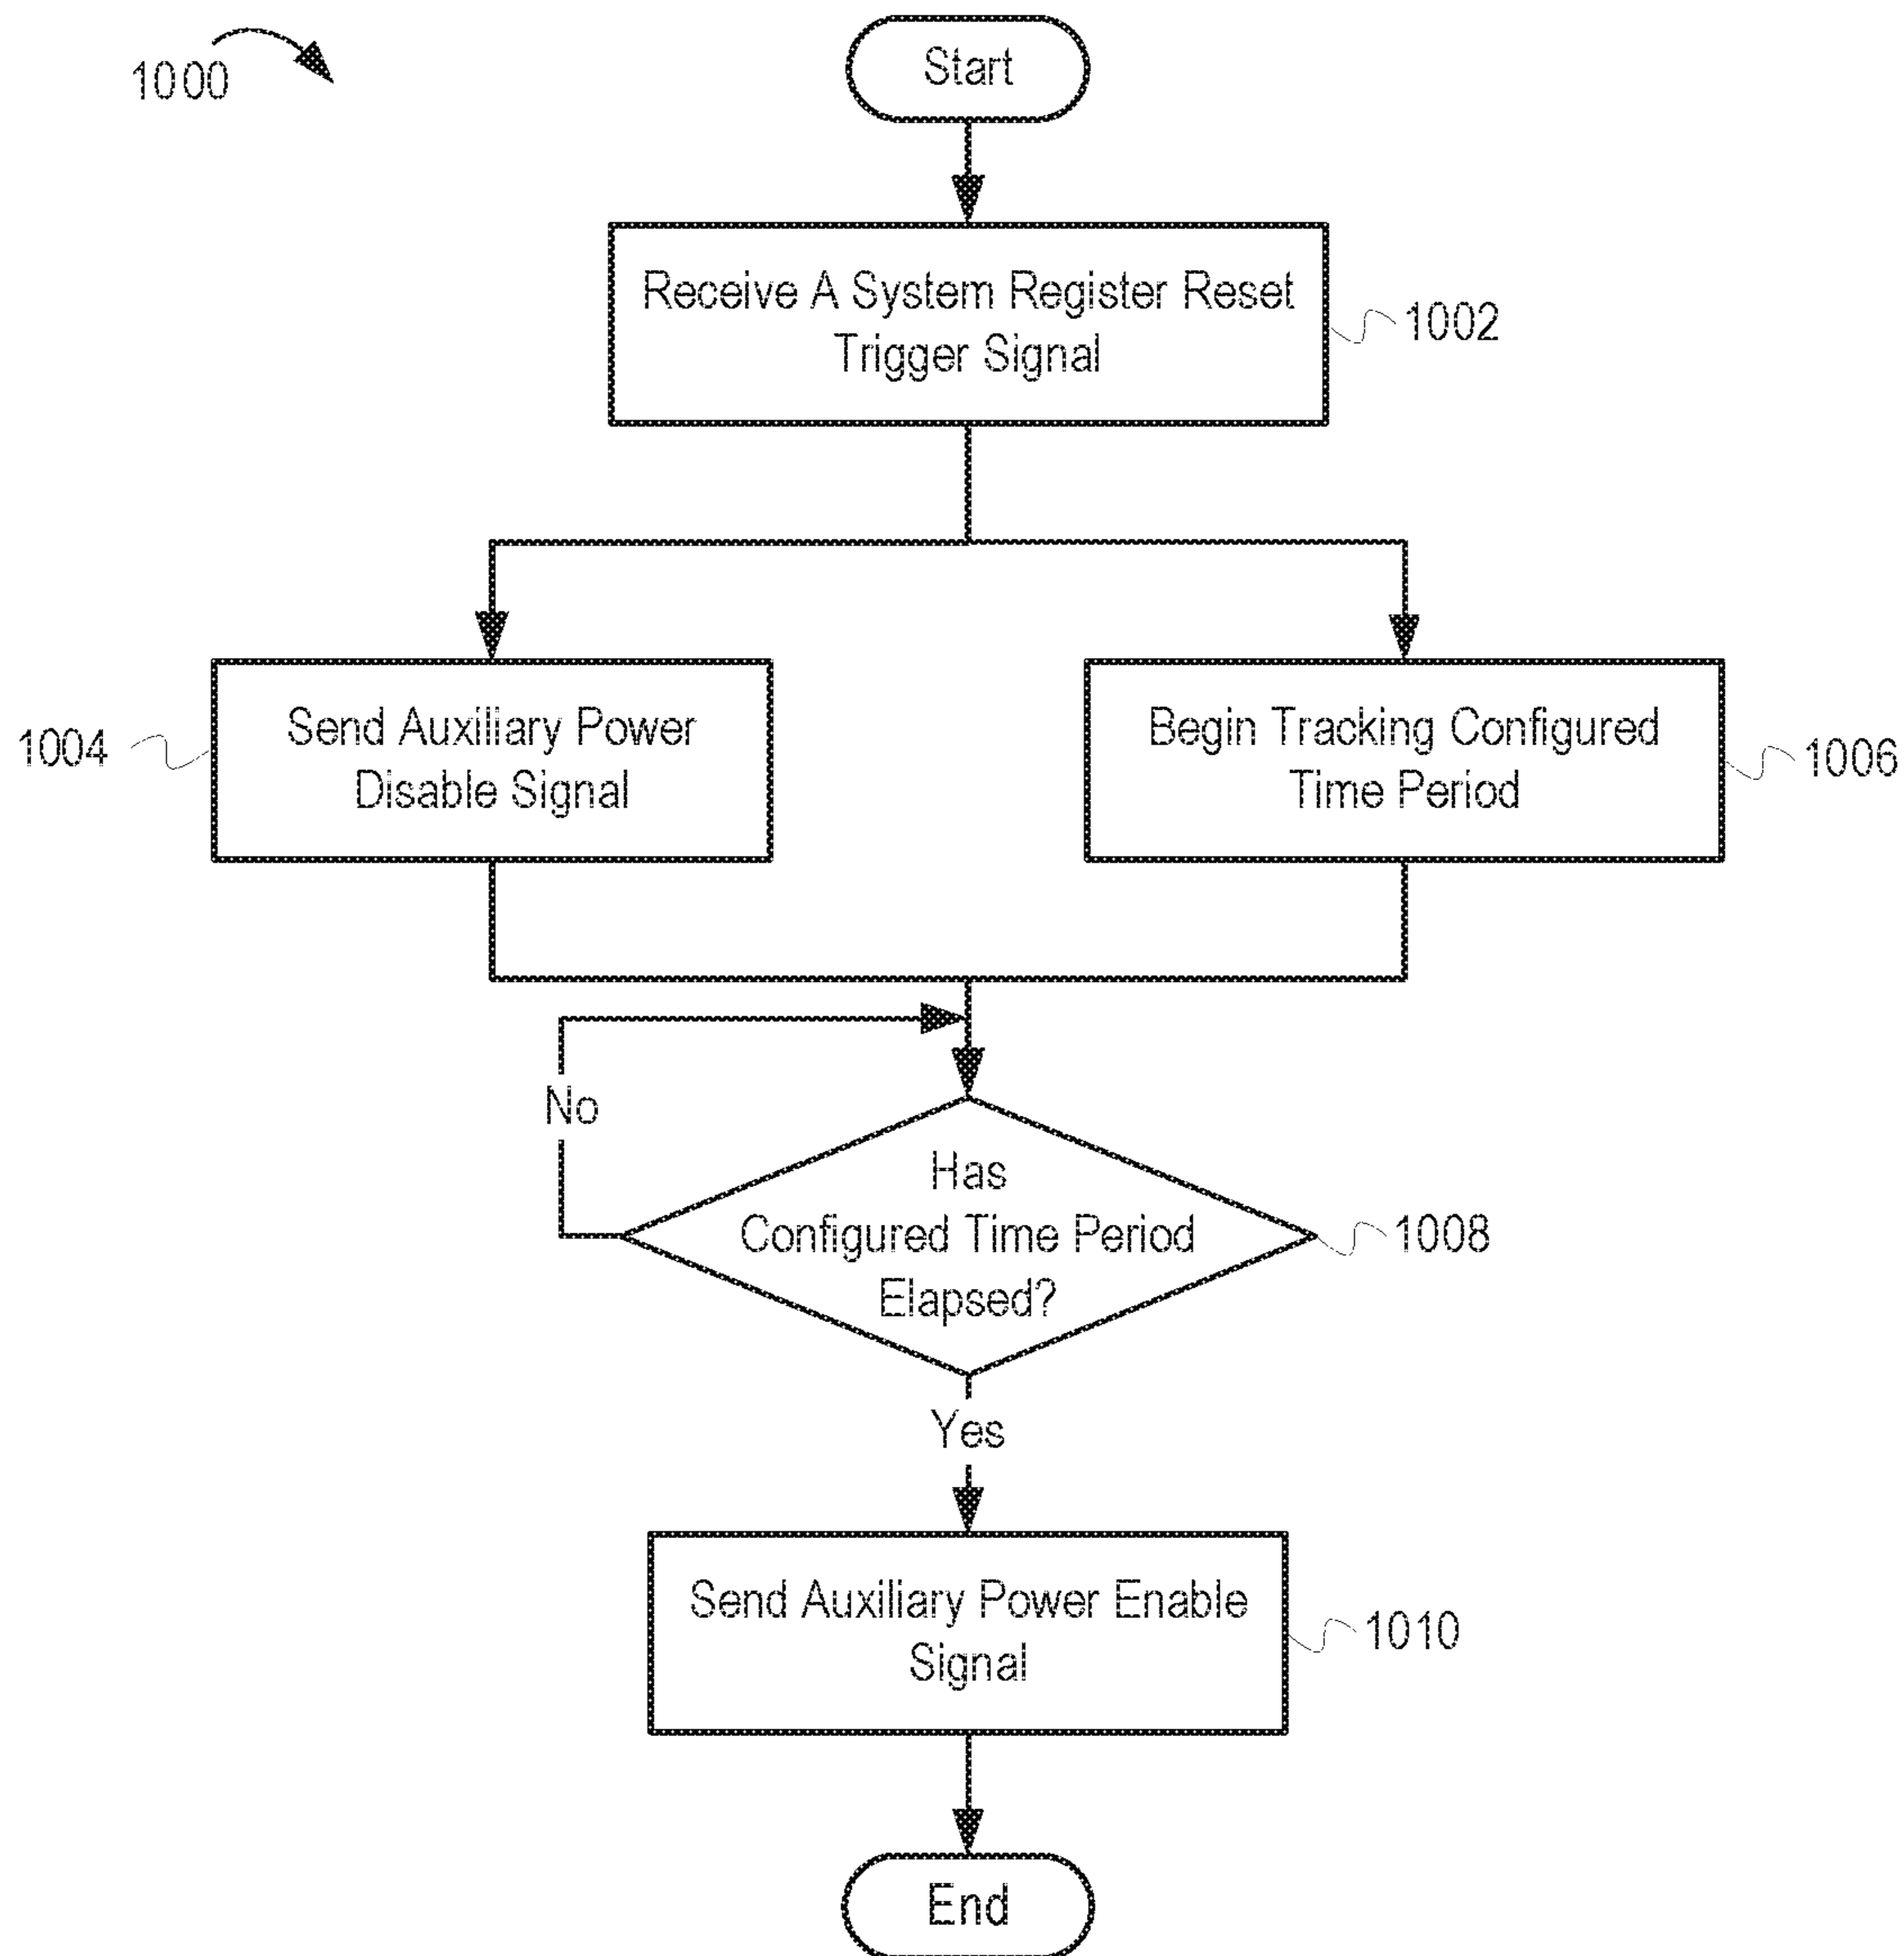 1000
Start
Receive A System Register Reset
Trigger Signal
1002
Send Auxiliary Power
Disable Signal
1004
Begin Tracking Configured
Time Period
1006
No
Has
Configured Time Period
Elapsed?
1008
Yes
Send Auxiliary Power Enable
Signal
1010
End